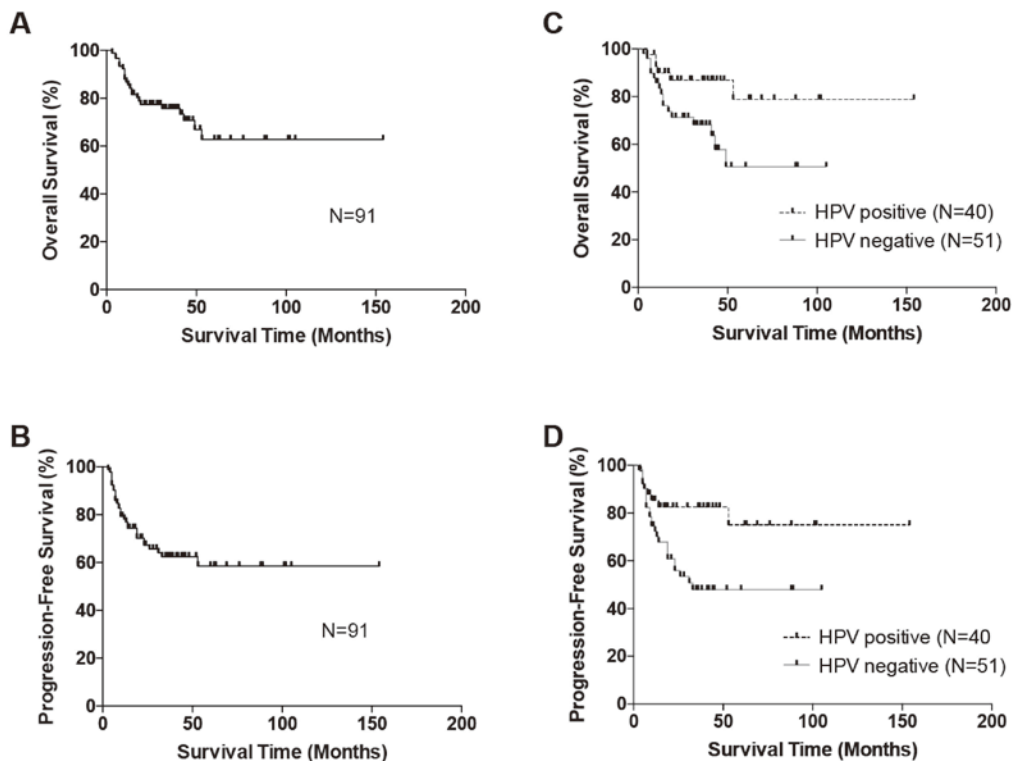 A
Overall Survival (%)
100
80
60
40
20
0
N=91
0 50 100 150 200
Survival Time (Months)
C
Overall Survival (%)
100
80
60
40
20
0
HPV positive (N=40)
HPV negative (N=51)
0 50 100 150 200
Survival Time (Months)
B
Progression-Free Survival (%)
100
80
60
40
20
0
N=91
0 50 100 150 200
Survival Time (Months)
D
Progression-Free Survival (%)
100
80
60
40
20
0
HPV positive (N=40
HPV negative (N=51)
0 50 100 150 200
Survival Time (Months)